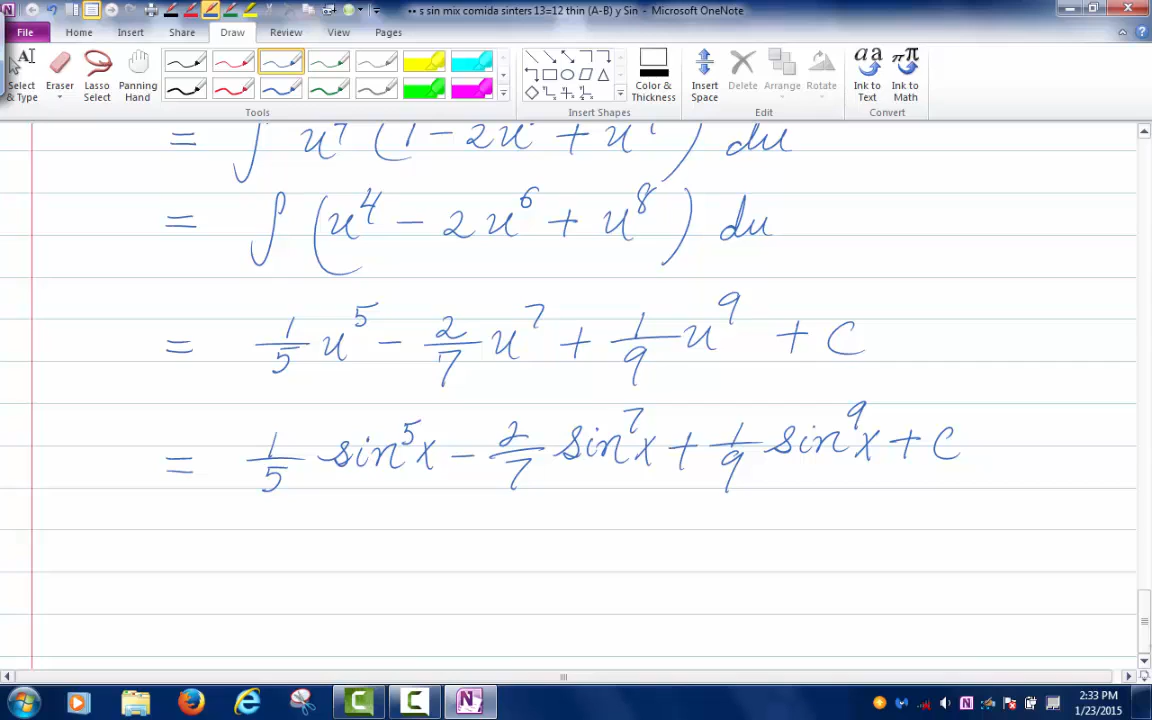 •• s sin mix comida sinters 13=12 thin (A-B) y Sin - Microsoft OneNote
File Home Insert Share Draw Review View Pages
Select & Type
Eraser
Lasso Select
Panning Hand
Color & Thickness
Insert Space
Delete
Arrange
Rotate
Ink to Text
Ink to Math
Tools
Insert Shapes
Edit
Convert
= ∫ (u⁴ − 2u⁶ + u⁸) du
= 1/5 u⁵ − 2/7 u⁷ + 1/9 u⁹ + C
= 1/5 sin⁵x − 2/7 sin⁷x + 1/9 sin⁹x + C
2:33 PM
1/23/2015